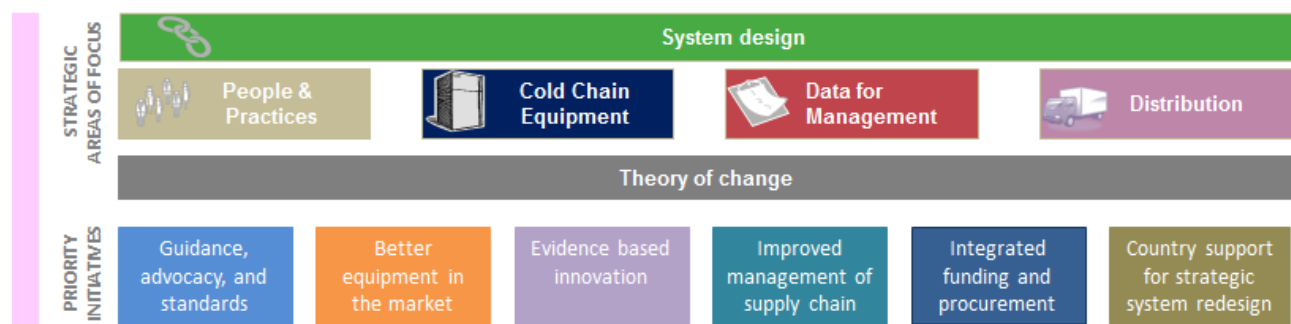 STRATEGIC
AREAS OF FOCUS
System design
People &
Practices
Cold Chain
Equipment
Data for
Management
Distribution
Theory of change
PRIORITY
INITIATIVES
Guidance,
advocacy, and
standards
Better
equipment in
the market
Evidence based
innovation
Improved
management of
supply chain
Integrated
funding and
procurement
Country support
for strategic
system redesign